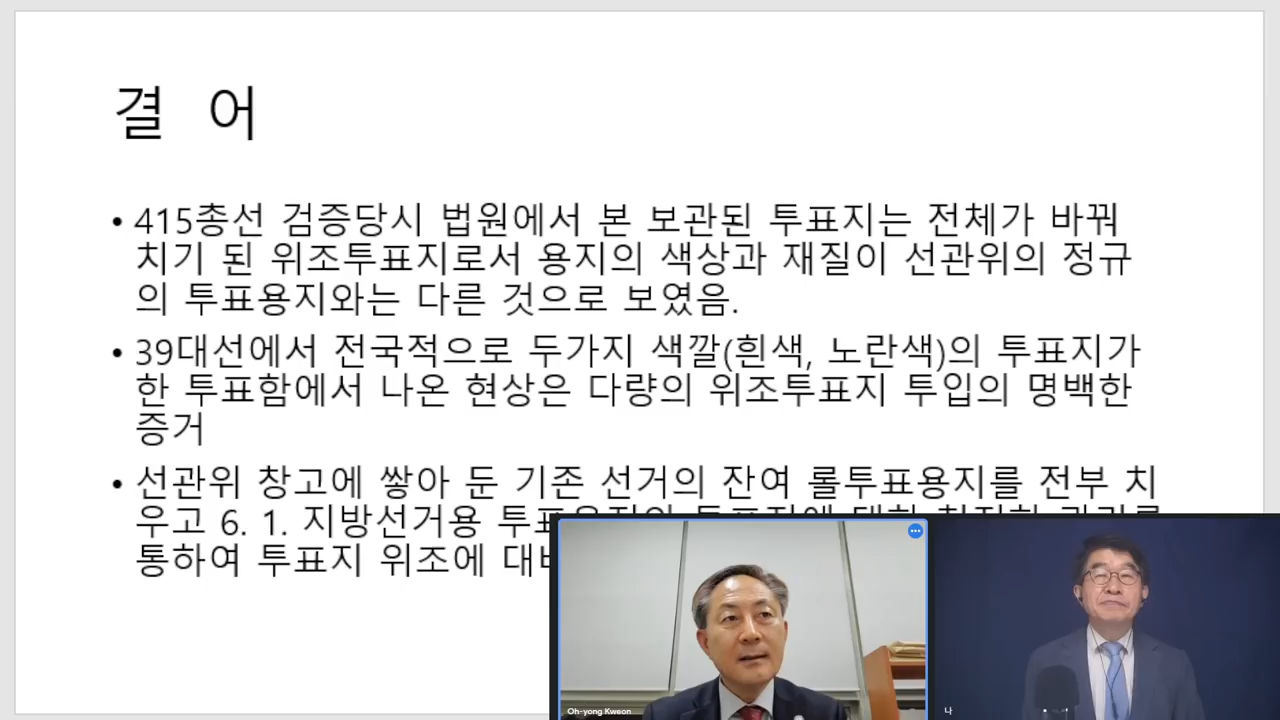 결 어
• 415총선 검증당시 법원에서 본 보관된 투표지는 전체가 바꿔
치기 된 위조투표지로서 용지의 색상과 재질이 선관위의 정규
의 투표용지와는 다른 것으로 보였음.
• 39대선에서 전국적으로 두가지 색깔(흰색, 노란색)의 투표지가
한 투표함에서 나온 현상은 다량의 위조투표지 투입의 명백한
증거
• 선관위 창고에 쌓아 둔 기존 선거의 잔여 롤투표용지를 전부 치
우고 6. 1. 지방선거용
통하여 투표지 위조에
Oh-yong Kweon
나